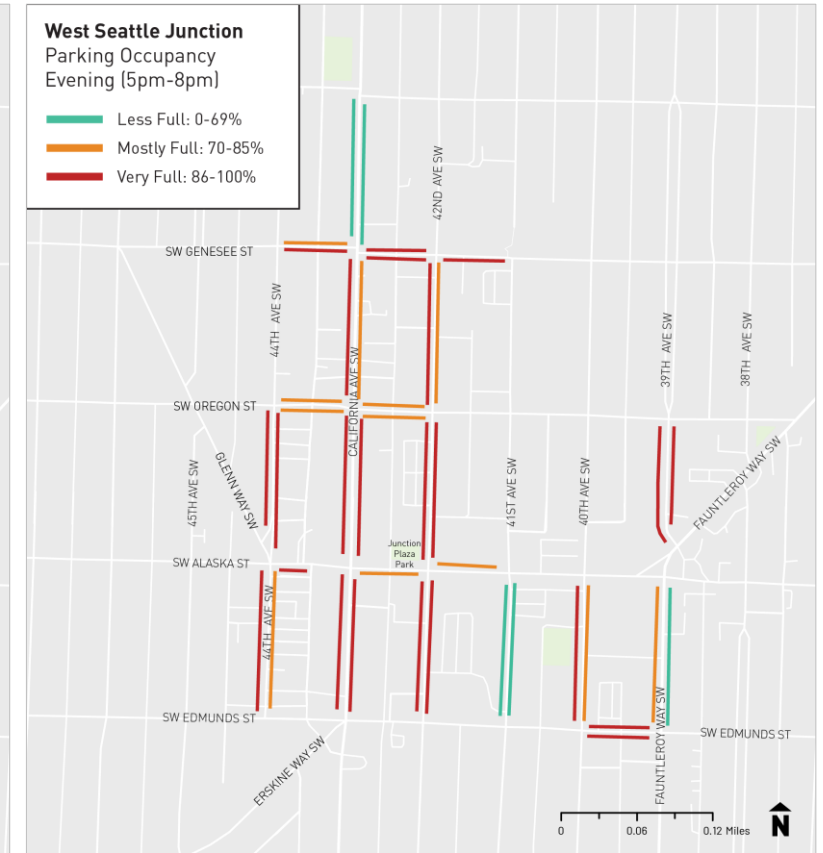 West Seattle Junction
Parking Occupancy
Evening (5pm-8pm)
Less Full: 0-69%
Mostly Full: 70-85%
Very Full: 86-100%
42ND AVE SW
SW GENESEE ST
44TH AVE SW
39TH AVE SW
38TH AVE SW
CALIFORNIA AVE SW
SW OREGON ST
GLENN WAY SW
45TH AVE SW
41ST AVE SW
40TH AVE SW
FAUNTLEROY WAY SW
Junction
Plaza
Park
SW ALASKA ST
44TH AVE SW
FAUNTLEROY WAY SW
SW EDMUNDS ST
SW EDMUNDS ST
ERSKINE WAY SW
0
0.06
0.12 Miles
N